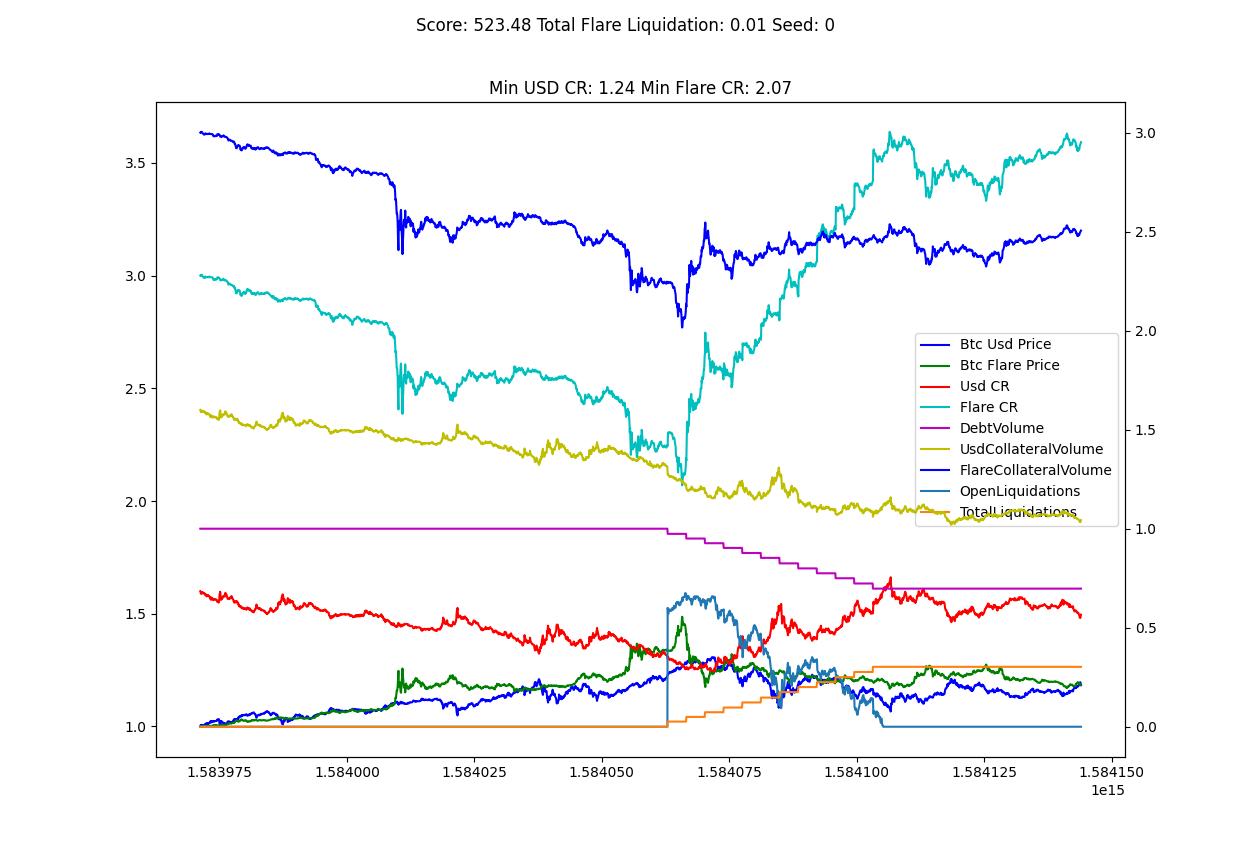 Score: 523.48 Total Flare Liquidation: 0.01 Seed: 0
Min USD CR: 1.24 Min Flare CR: 2.07
3.5
3.0
2.5
2.0
1.5
1.0
3.0
2.5
2.0
1.5
1.0
0.5
0.0
Btc Usd Price
Btc Flare Price
Usd CR
Flare CR
DebtVolume
UsdCollateralVolume
FlareCollateralVolume
OpenLiquidations
TotalLiquidations
1.583975 1.584000 1.584025 1.584050 1.584075 1.584100 1.584125 1.584150
1e15